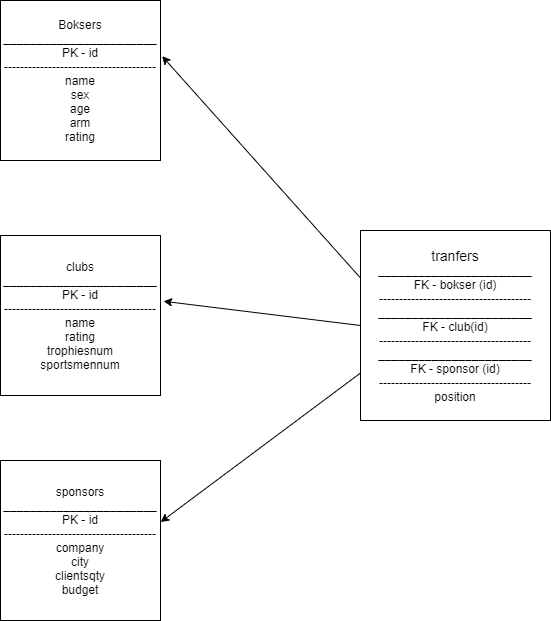 Boksers
PK - id
name
sex
age
arm
rating
clubs
PK - id
name
rating
trophiesnum
sportsmennum
sponsors
PK - id
company
city
clientsqty
budget
tranfers
FK - bokser (id)
FK - club(id)
FK - sponsor (id)
position